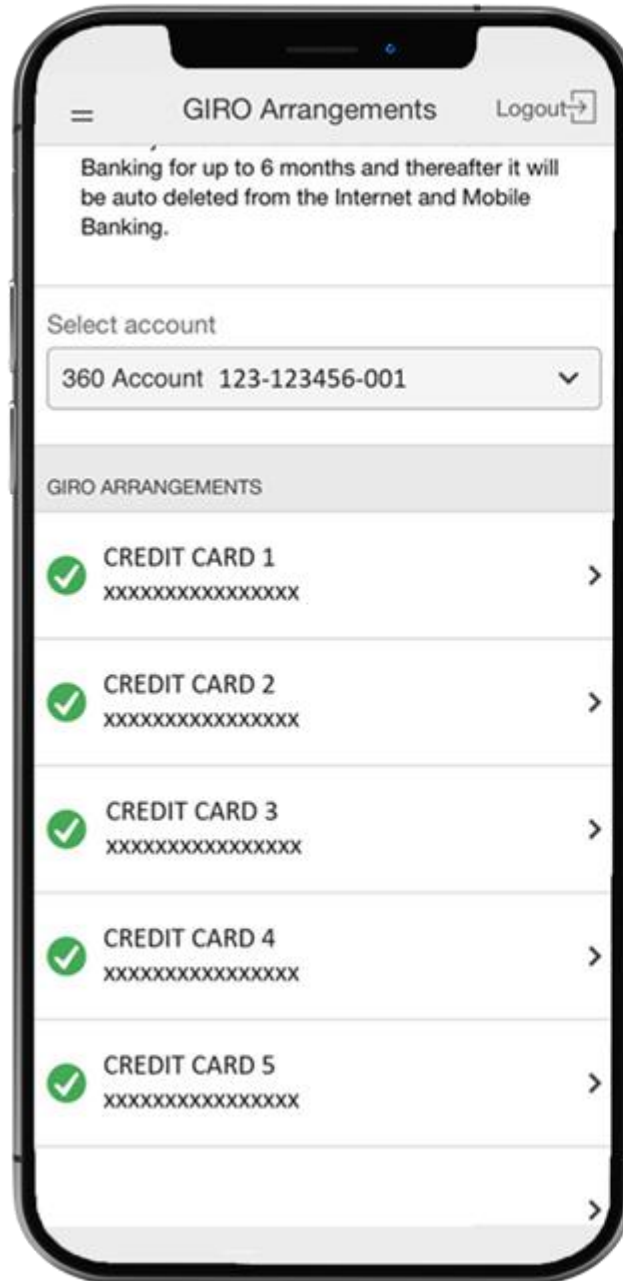 GIRO Arrangements Logout
Banking for up to 6 months and thereafter it will
be auto deleted from the Internet and Mobile
Banking.
Select account
360 Account 123-123456-001
GIRO ARRANGEMENTS
CREDIT CARD 1
xxxxxxxxxxxxxxxx
CREDIT CARD 2
xxxxxxxxxxxxxxxx
CREDIT CARD 3
xxxxxxxxxxxxxxxx
CREDIT CARD 4
xxxxxxxxxxxxxxxx
CREDIT CARD 5
xxxxxxxxxxxxxxxx